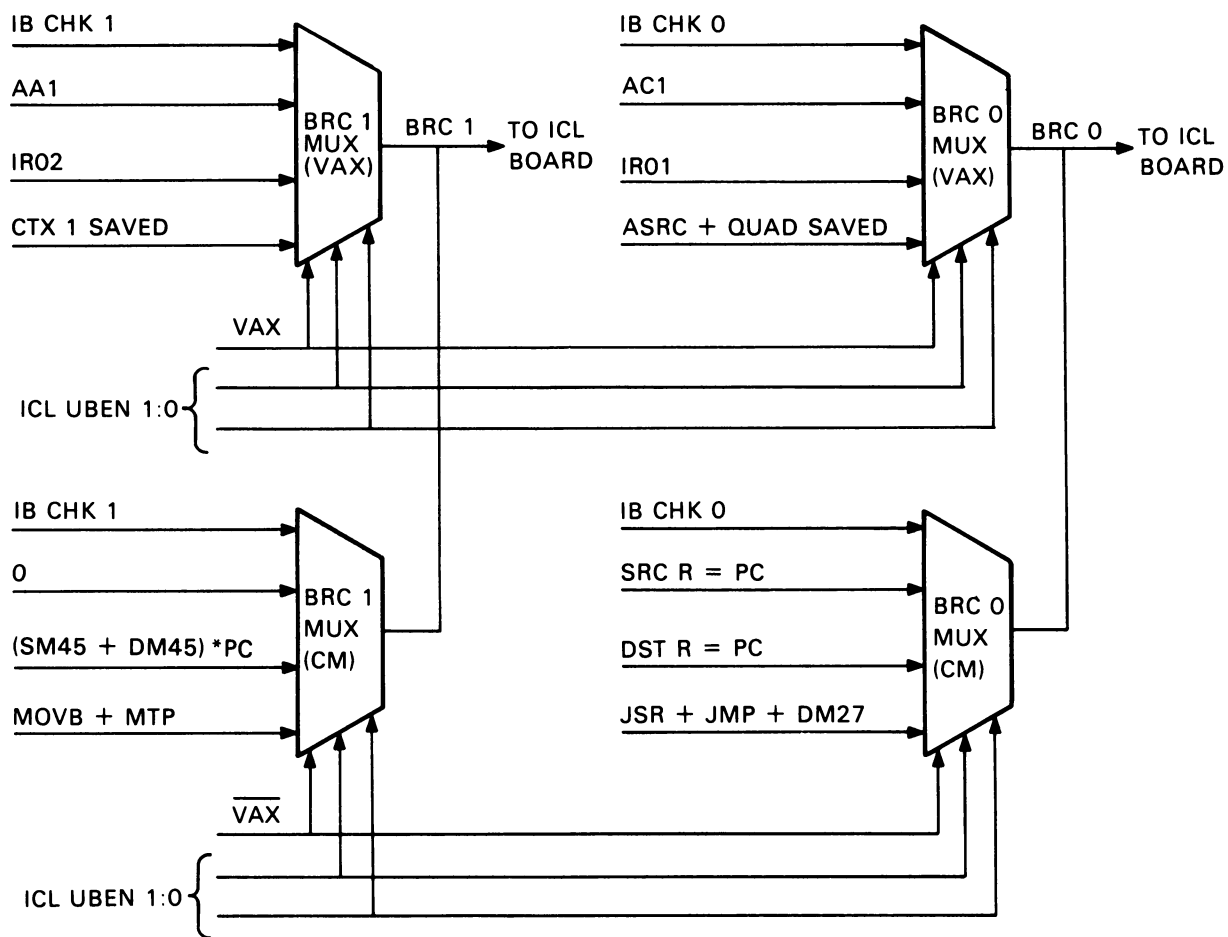 IB CHK 1
AA1
IR02
CTX 1 SAVED
BRC 1
MUX
(VAX)
BRC 1
TO ICL
BOARD
IB CHK 0
AC1
IR01
ASRC + QUAD SAVED
BRC 0
MUX
(VAX)
BRC 0
TO ICL
BOARD
VAX
ICL UBEN 1:0
IB CHK 1
0
(SM45 + DM45) *PC
MOVB + MTP
BRC 1
MUX
(CM)
IB CHK 0
SRC R = PC
DST R = PC
JSR + JMP + DM27
BRC 0
MUX
(CM)
V̅A̅X̅
ICL UBEN 1:0